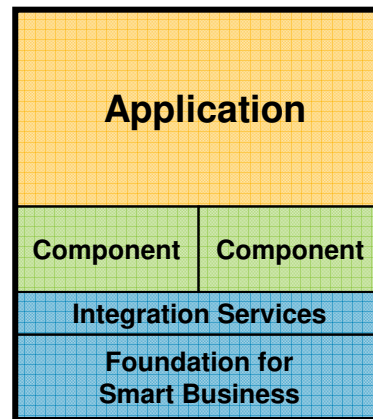 Application
Component Component
Integration Services
Foundation for
Smart Business